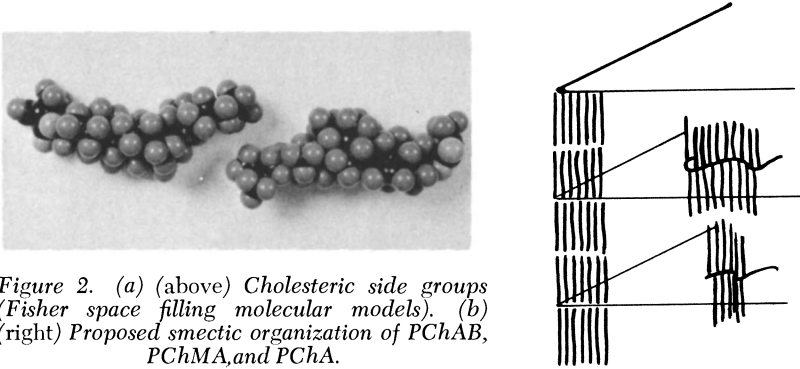 Figure 2. (a) (above) Cholesteric side groups
(Fisher space filling molecular models). (b)
(right) Proposed smectic organization of PChAB,
PChMA,and PChA.